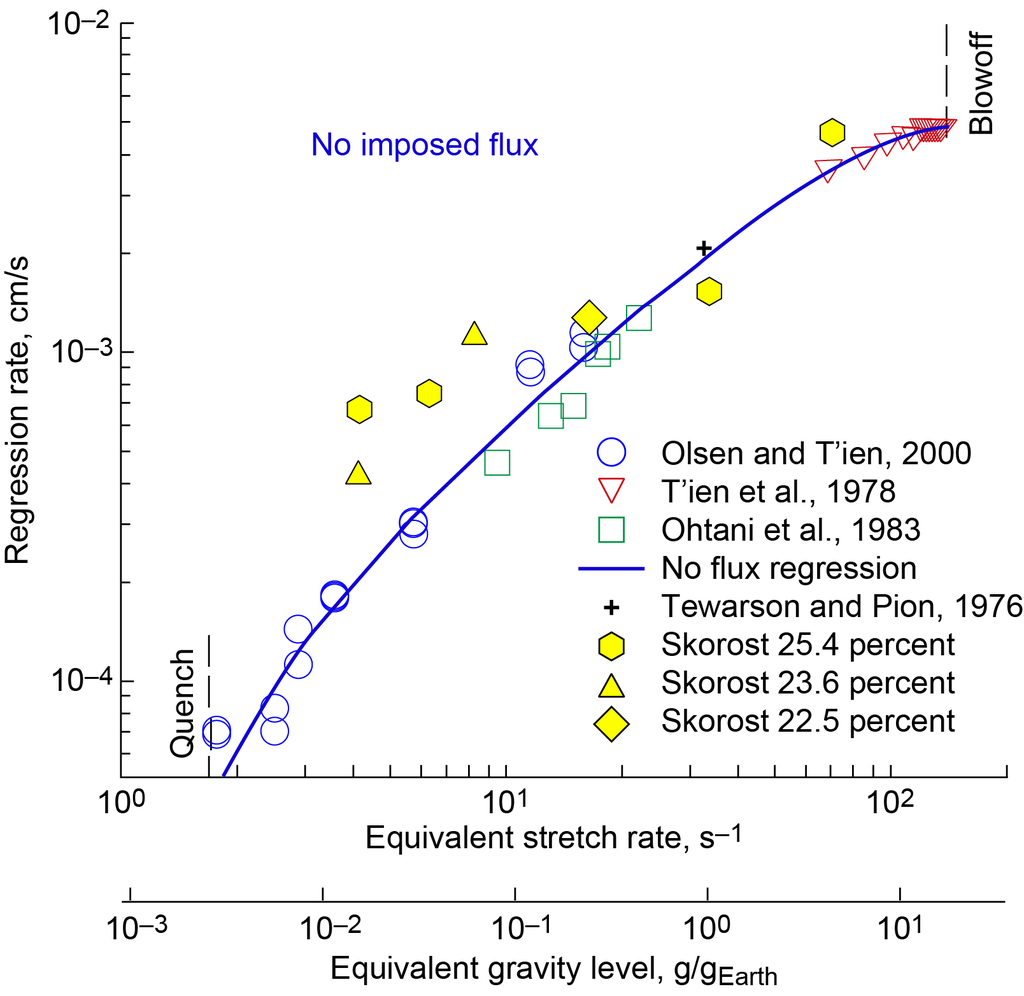 10–2
Blowoff
No imposed flux
Regression rate, cm/s
10–3
Olsen and T’ien, 2000
T’ien et al., 1978
Ohtani et al., 1983
No flux regression
Tewarson and Pion, 1976
Skorost 25.4 percent
Skorost 23.6 percent
Skorost 22.5 percent
10–4
Quench
100 101 102
Equivalent stretch rate, s–1
10–3 10–2 10–1 100 101
Equivalent gravity level, g/gEarth